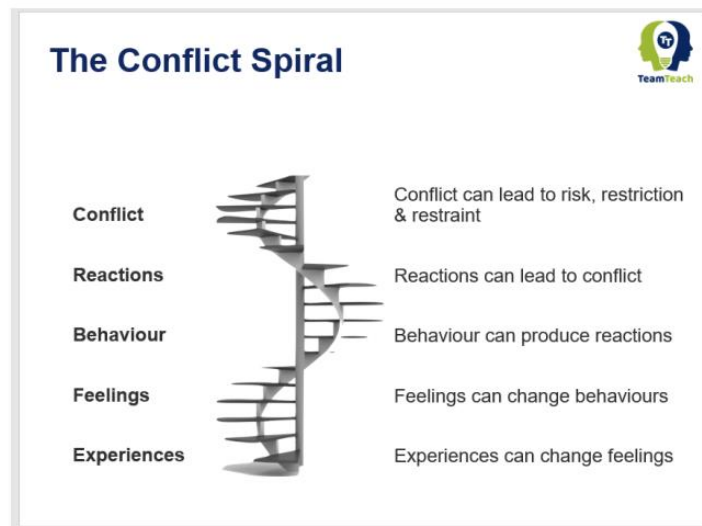 The Conflict Spiral
TT
TeamTeach
Conflict
Conflict can lead to risk, restriction
& restraint
Reactions
Reactions can lead to conflict
Behaviour
Behaviour can produce reactions
Feelings
Feelings can change behaviours
Experiences
Experiences can change feelings